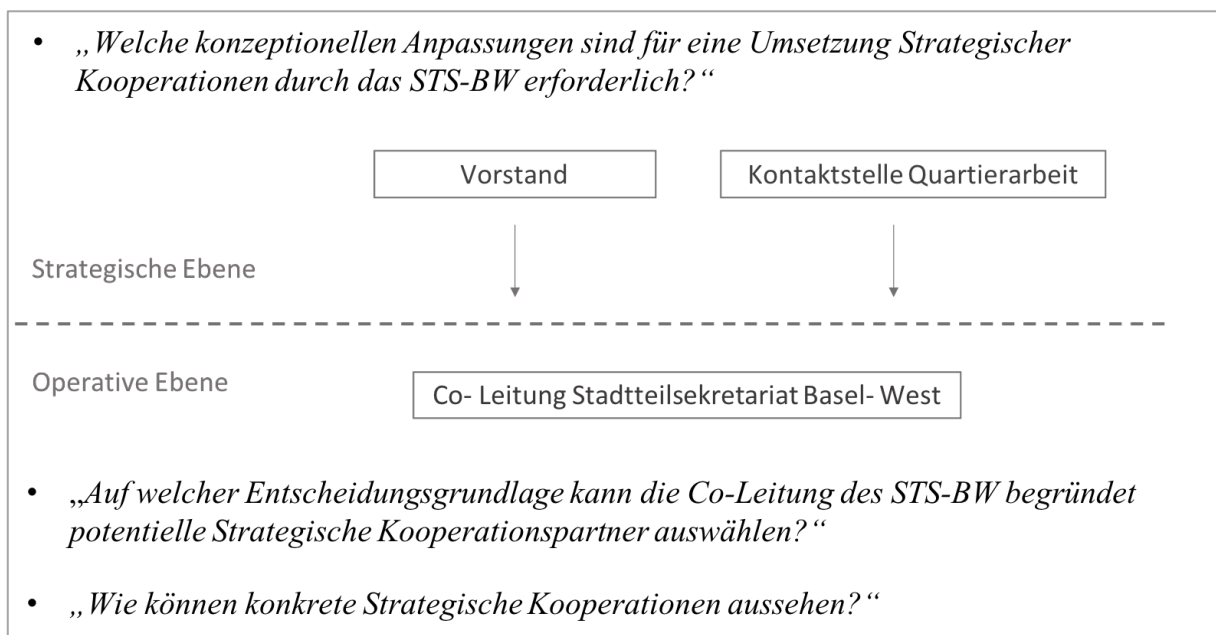 • „Welche konzeptionellen Anpassungen sind für eine Umsetzung Strategischer
Kooperationen durch das STS-BW erforderlich?“
Vorstand
Kontaktstelle Quartierarbeit
Strategische Ebene
Operative Ebene
Co- Leitung Stadtteilsekretariat Basel- West
• „Auf welcher Entscheidungsgrundlage kann die Co-Leitung des STS-BW begründet
potentielle Strategische Kooperationspartner auswählen?“
• „Wie können konkrete Strategische Kooperationen aussehen?“